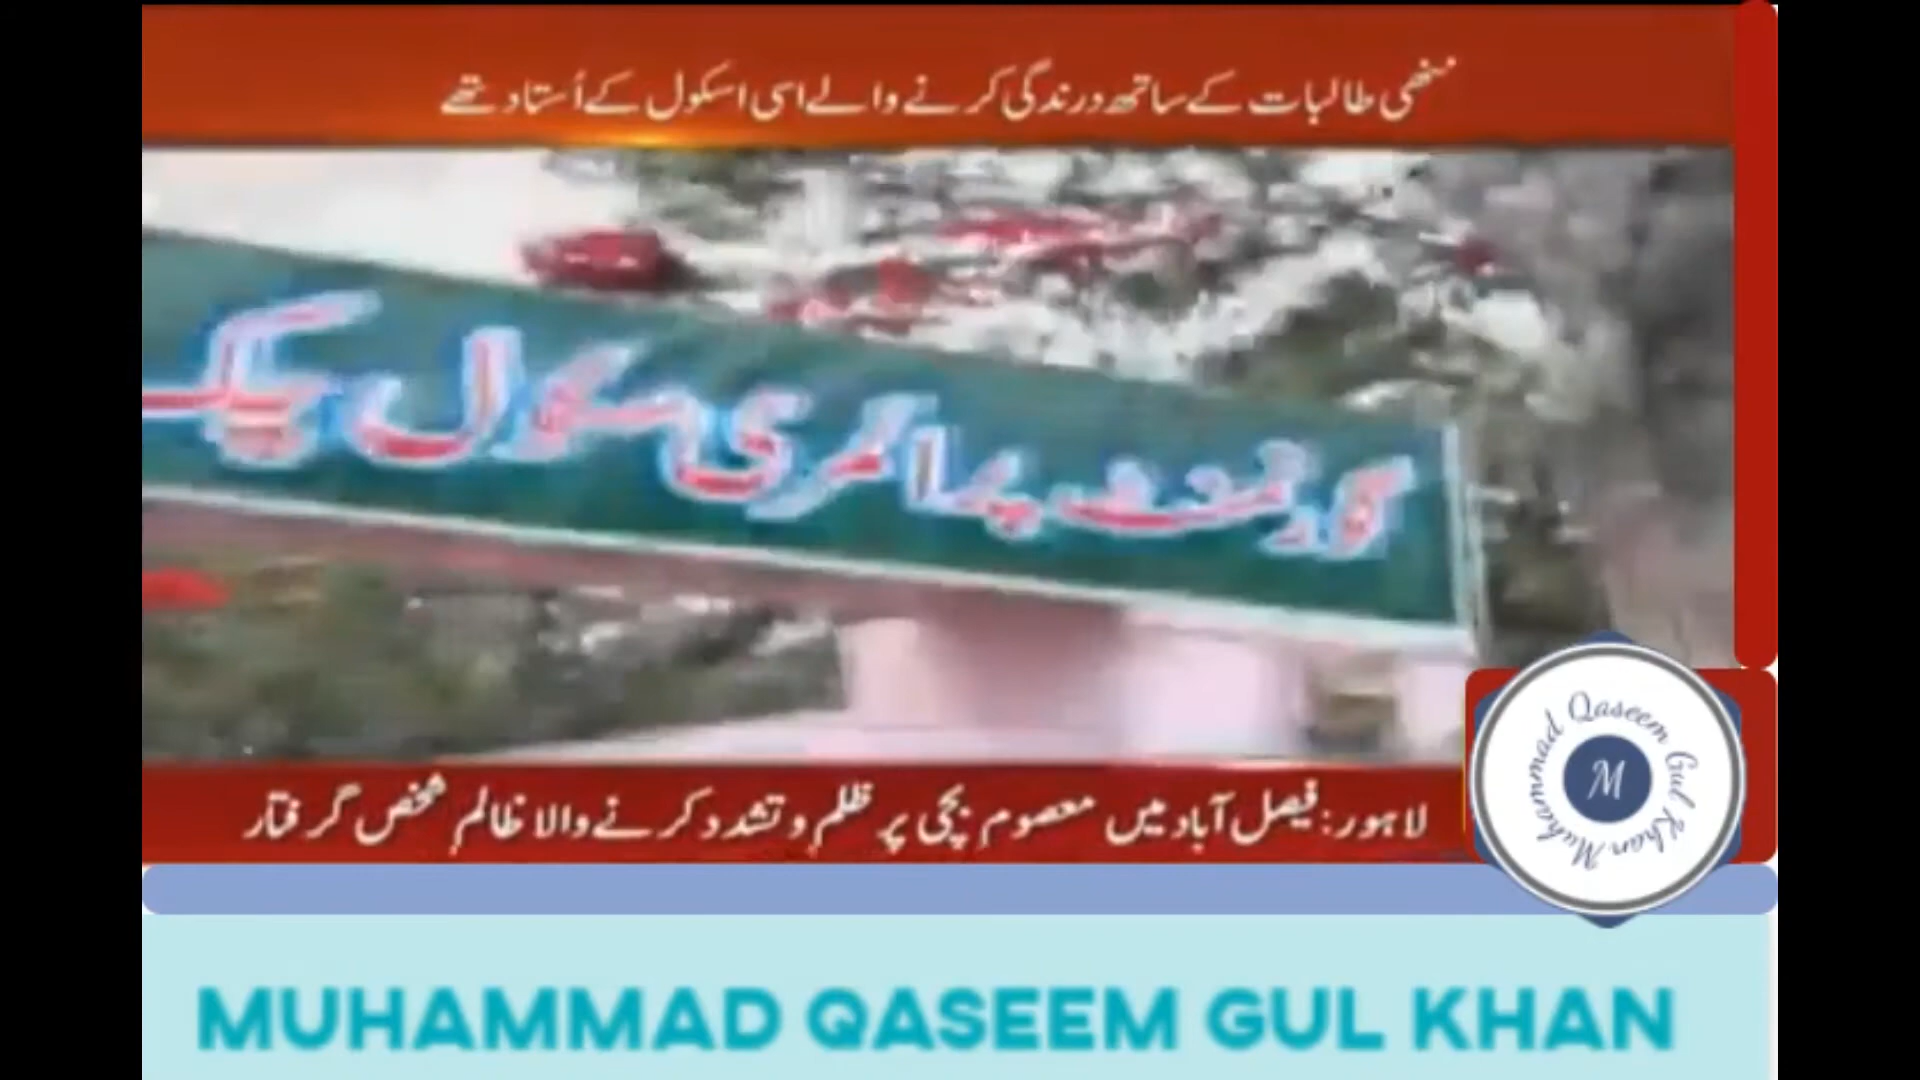 ننھی طالبات کے ساتھ درندگی کرنے والے اسی اسکول کے اُستاد تھے
گورنمنٹ پرائمری سکول
لاہور: فیصل آباد میں معصوم بچی پر ظلم و تشدد کرنے والا ظالم شخص گرفتار
Muhammad Qaseem Gul Khan
M
MUHAMMAD QASEEM GUL KHAN